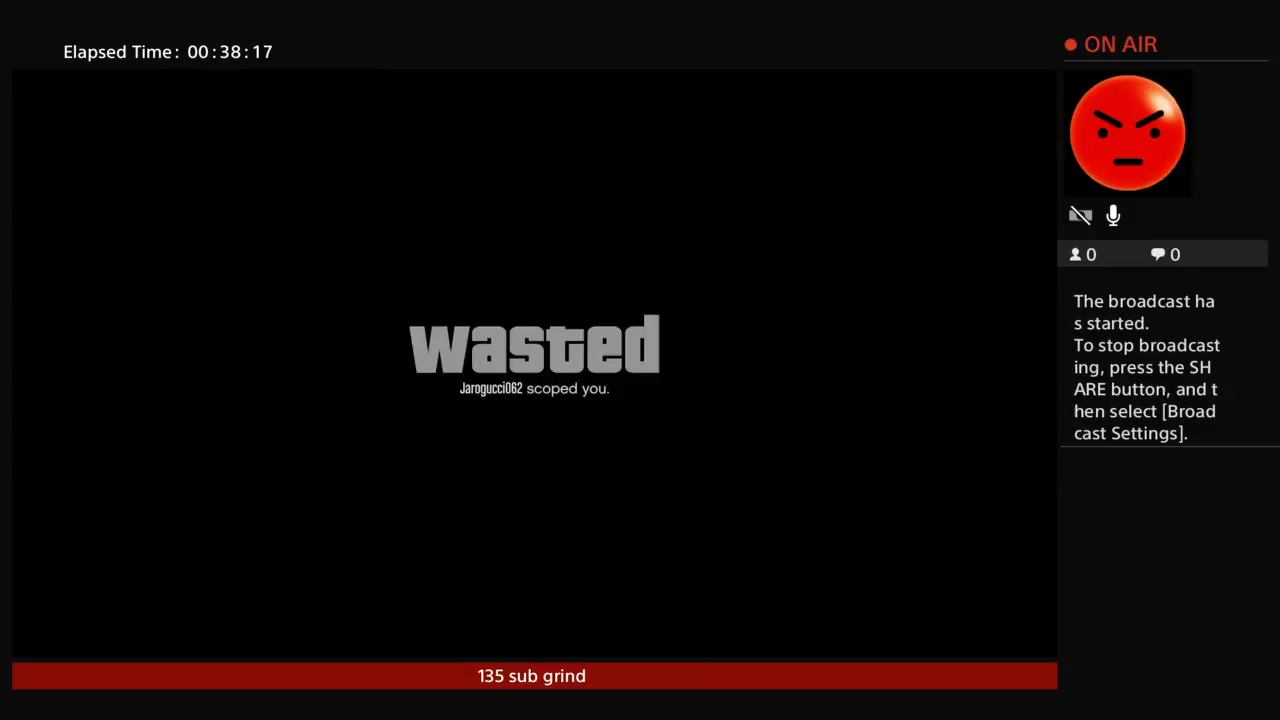 Elapsed Time: 00:38:17
ON AIR
wasted
Jarogucci062 scoped you.
0
0
The broadcast ha
s started.
To stop broadcast
ing, press the SH
ARE button, and t
hen select [Broad
cast Settings].
135 sub grind